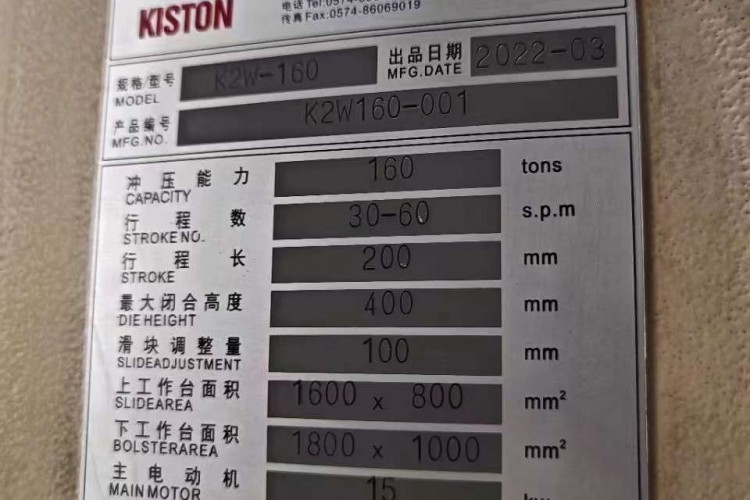 KISTON
传真Fax:0574-86069019
规格/型号 K2W-160 出品日期 2022-03
MODEL MFG.DATE
产品编号 K2W160-001
MFG.NO.
冲压能力 160 tons
CAPACITY
行程数 30-60 s.p.m
STROKE NO.
行程长 200 mm
STROKE
最大闭合高度 400 mm
DIE HEIGHT
滑块调整量 100 mm
SLIDEADJUSTMENT
上工作台面积 1600 x 800 mm²
SLIDEAREA
下工作台面积 1800 x 1000 mm²
BOLSTERAREA
主电动机 15 kw
MAIN MOTOR